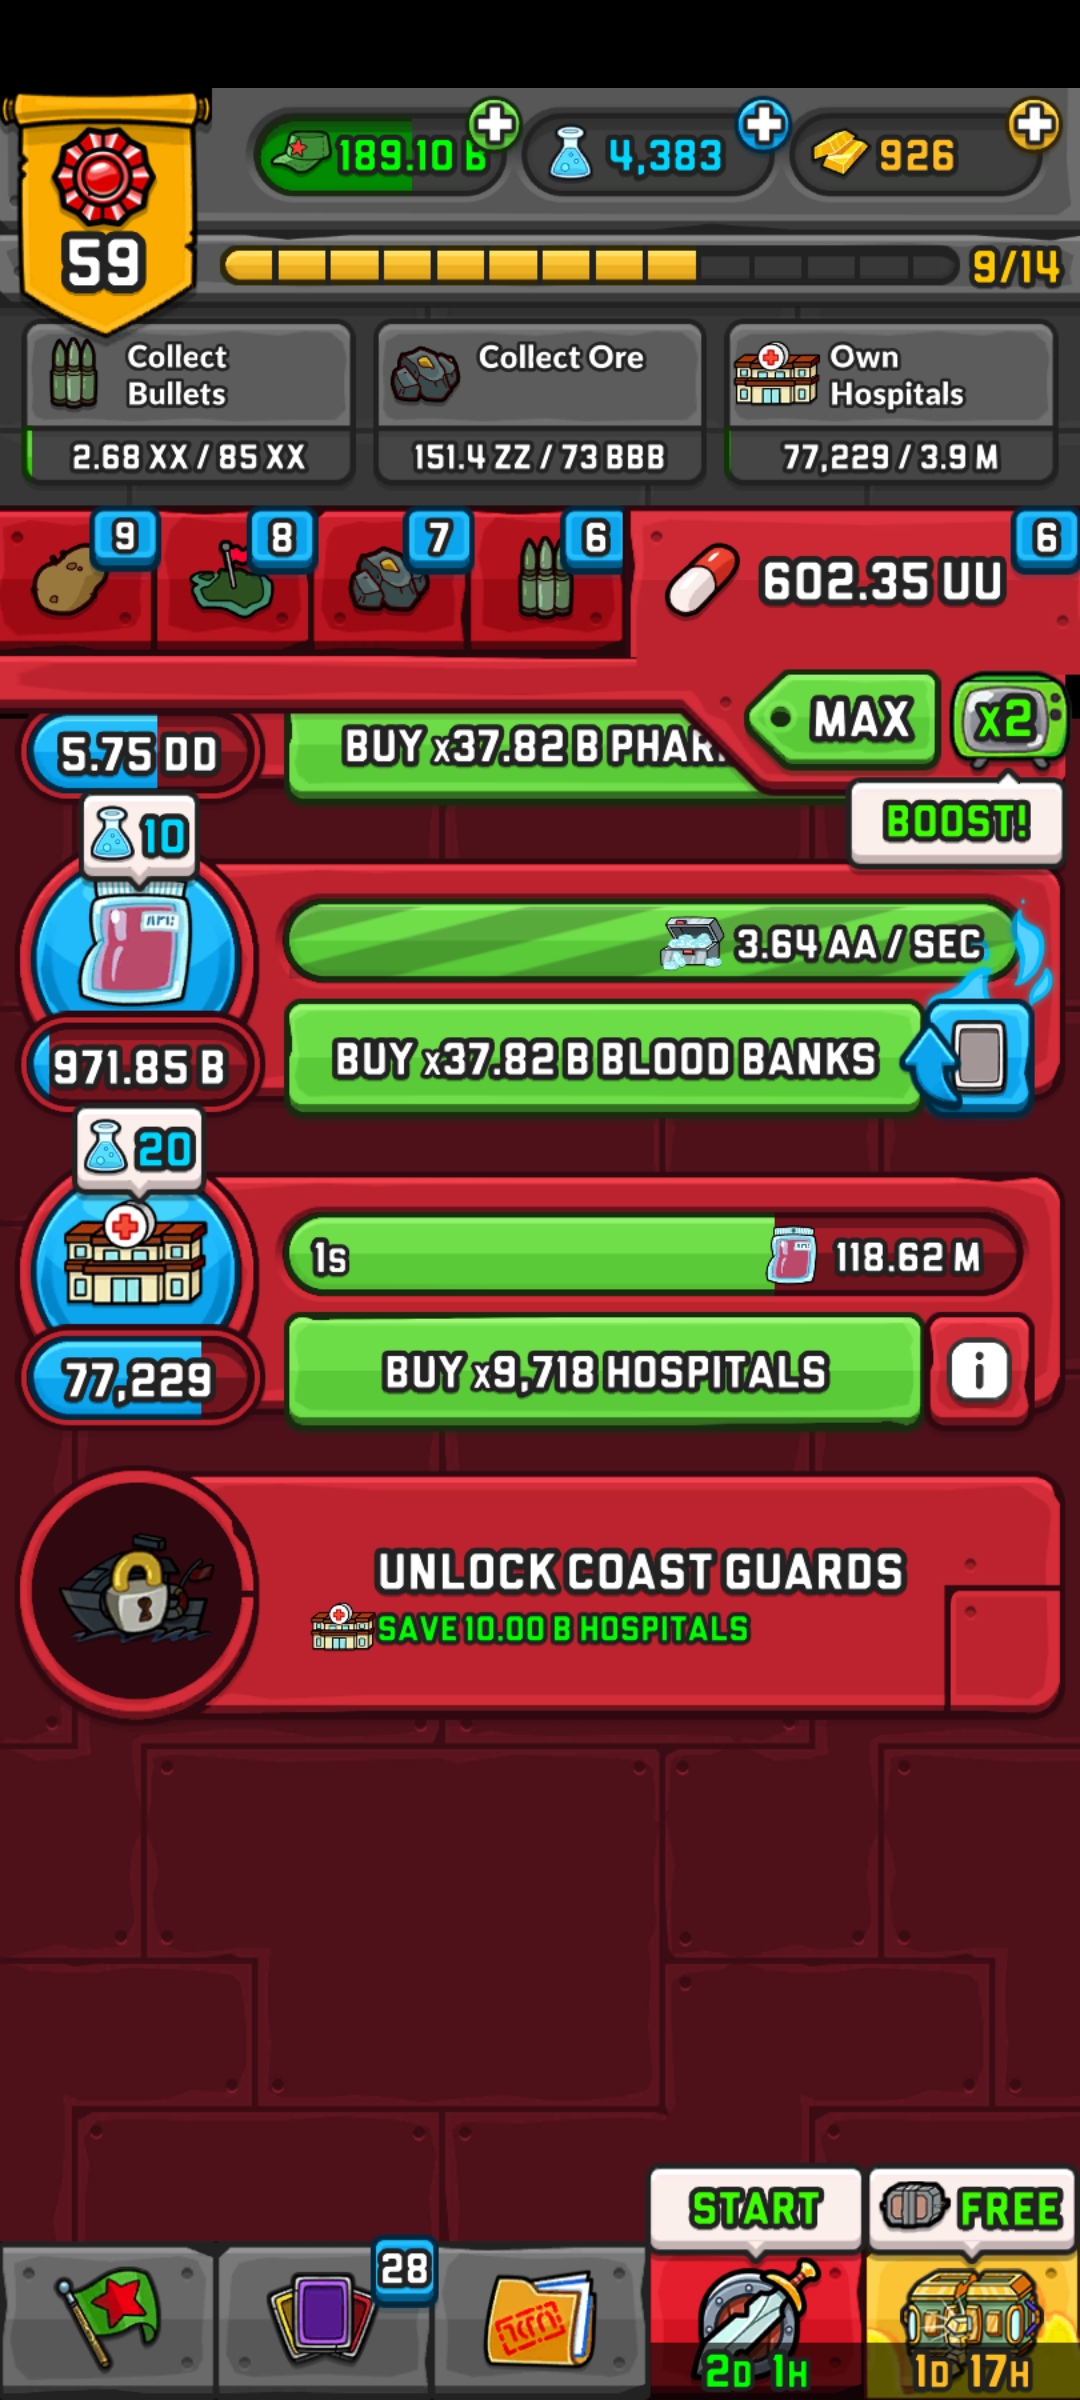 189.10 B
4,383
926
59
9/14
Collect
Bullets
2.68 XX / 85 XX
Collect Ore
151.4 ZZ / 73 BBB
Own
Hospitals
77,229 / 3.9 M
9
8
7
6
602.35 UU
6
MAX
x2
BOOST!
5.75 DD
BUY x37.82 B PHAR
10
3.64 AA / SEC
971.85 B
BUY x37.82 B BLOOD BANKS
20
1s
118.62 M
77,229
BUY x9,718 HOSPITALS
i
UNLOCK COAST GUARDS
SAVE 10.00 B HOSPITALS
START
FREE
28
2D 1H
1D 17H